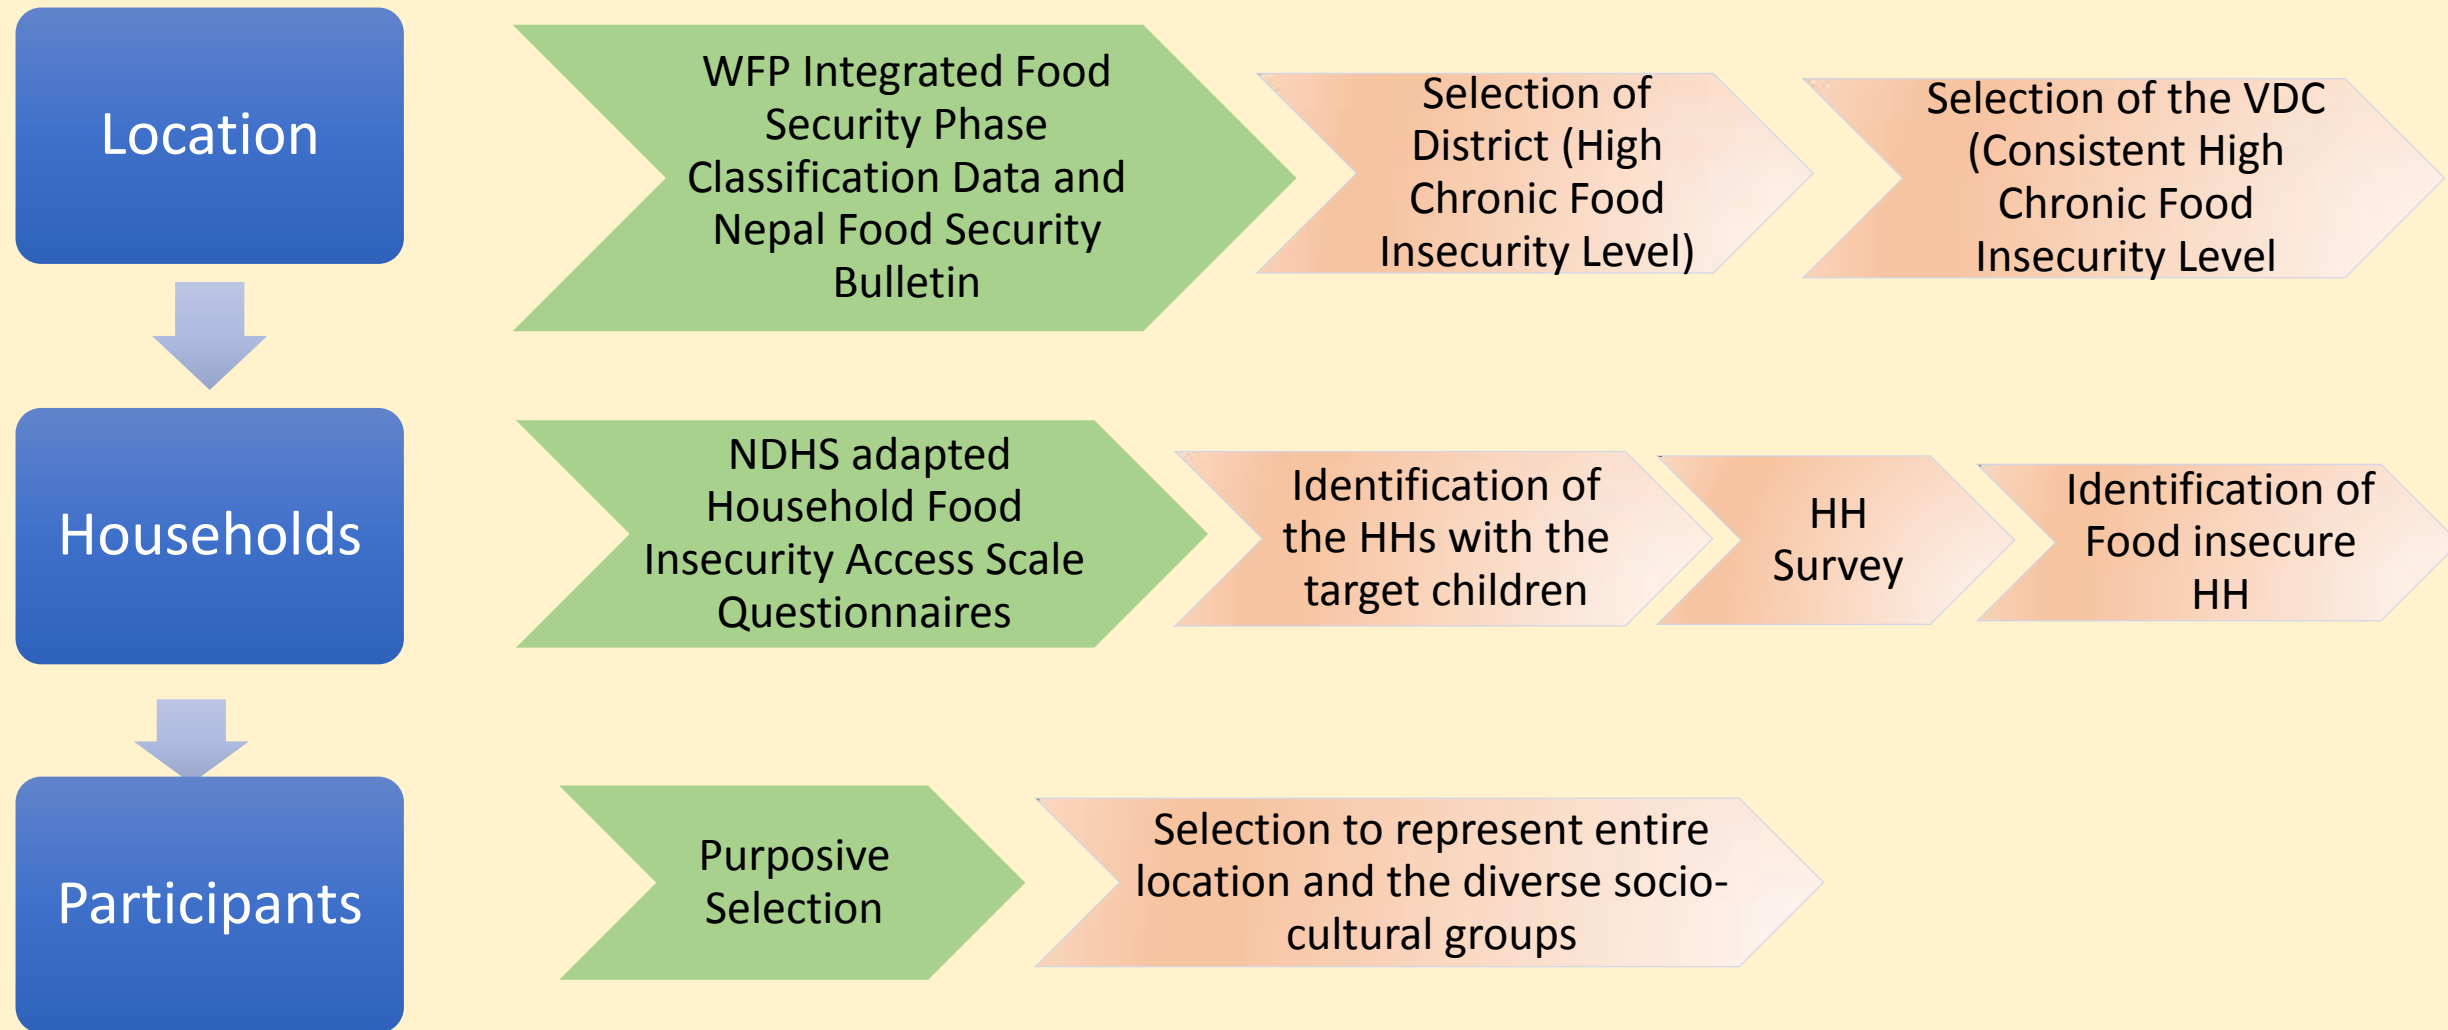 Location
WFP Integrated Food
Security Phase
Classification Data and
Nepal Food Security
Bulletin
Selection of
District (High
Chronic Food
Insecurity Level)
Selection of the VDC
(Consistent High
Chronic Food
Insecurity Level
Households
NDHS adapted
Household Food
Insecurity Access Scale
Questionnaires
Identification of
the HHs with the
target children
HH
Survey
Identification of
Food insecure
HH
Participants
Purposive
Selection
Selection to represent entire
location and the diverse socio-
cultural groups